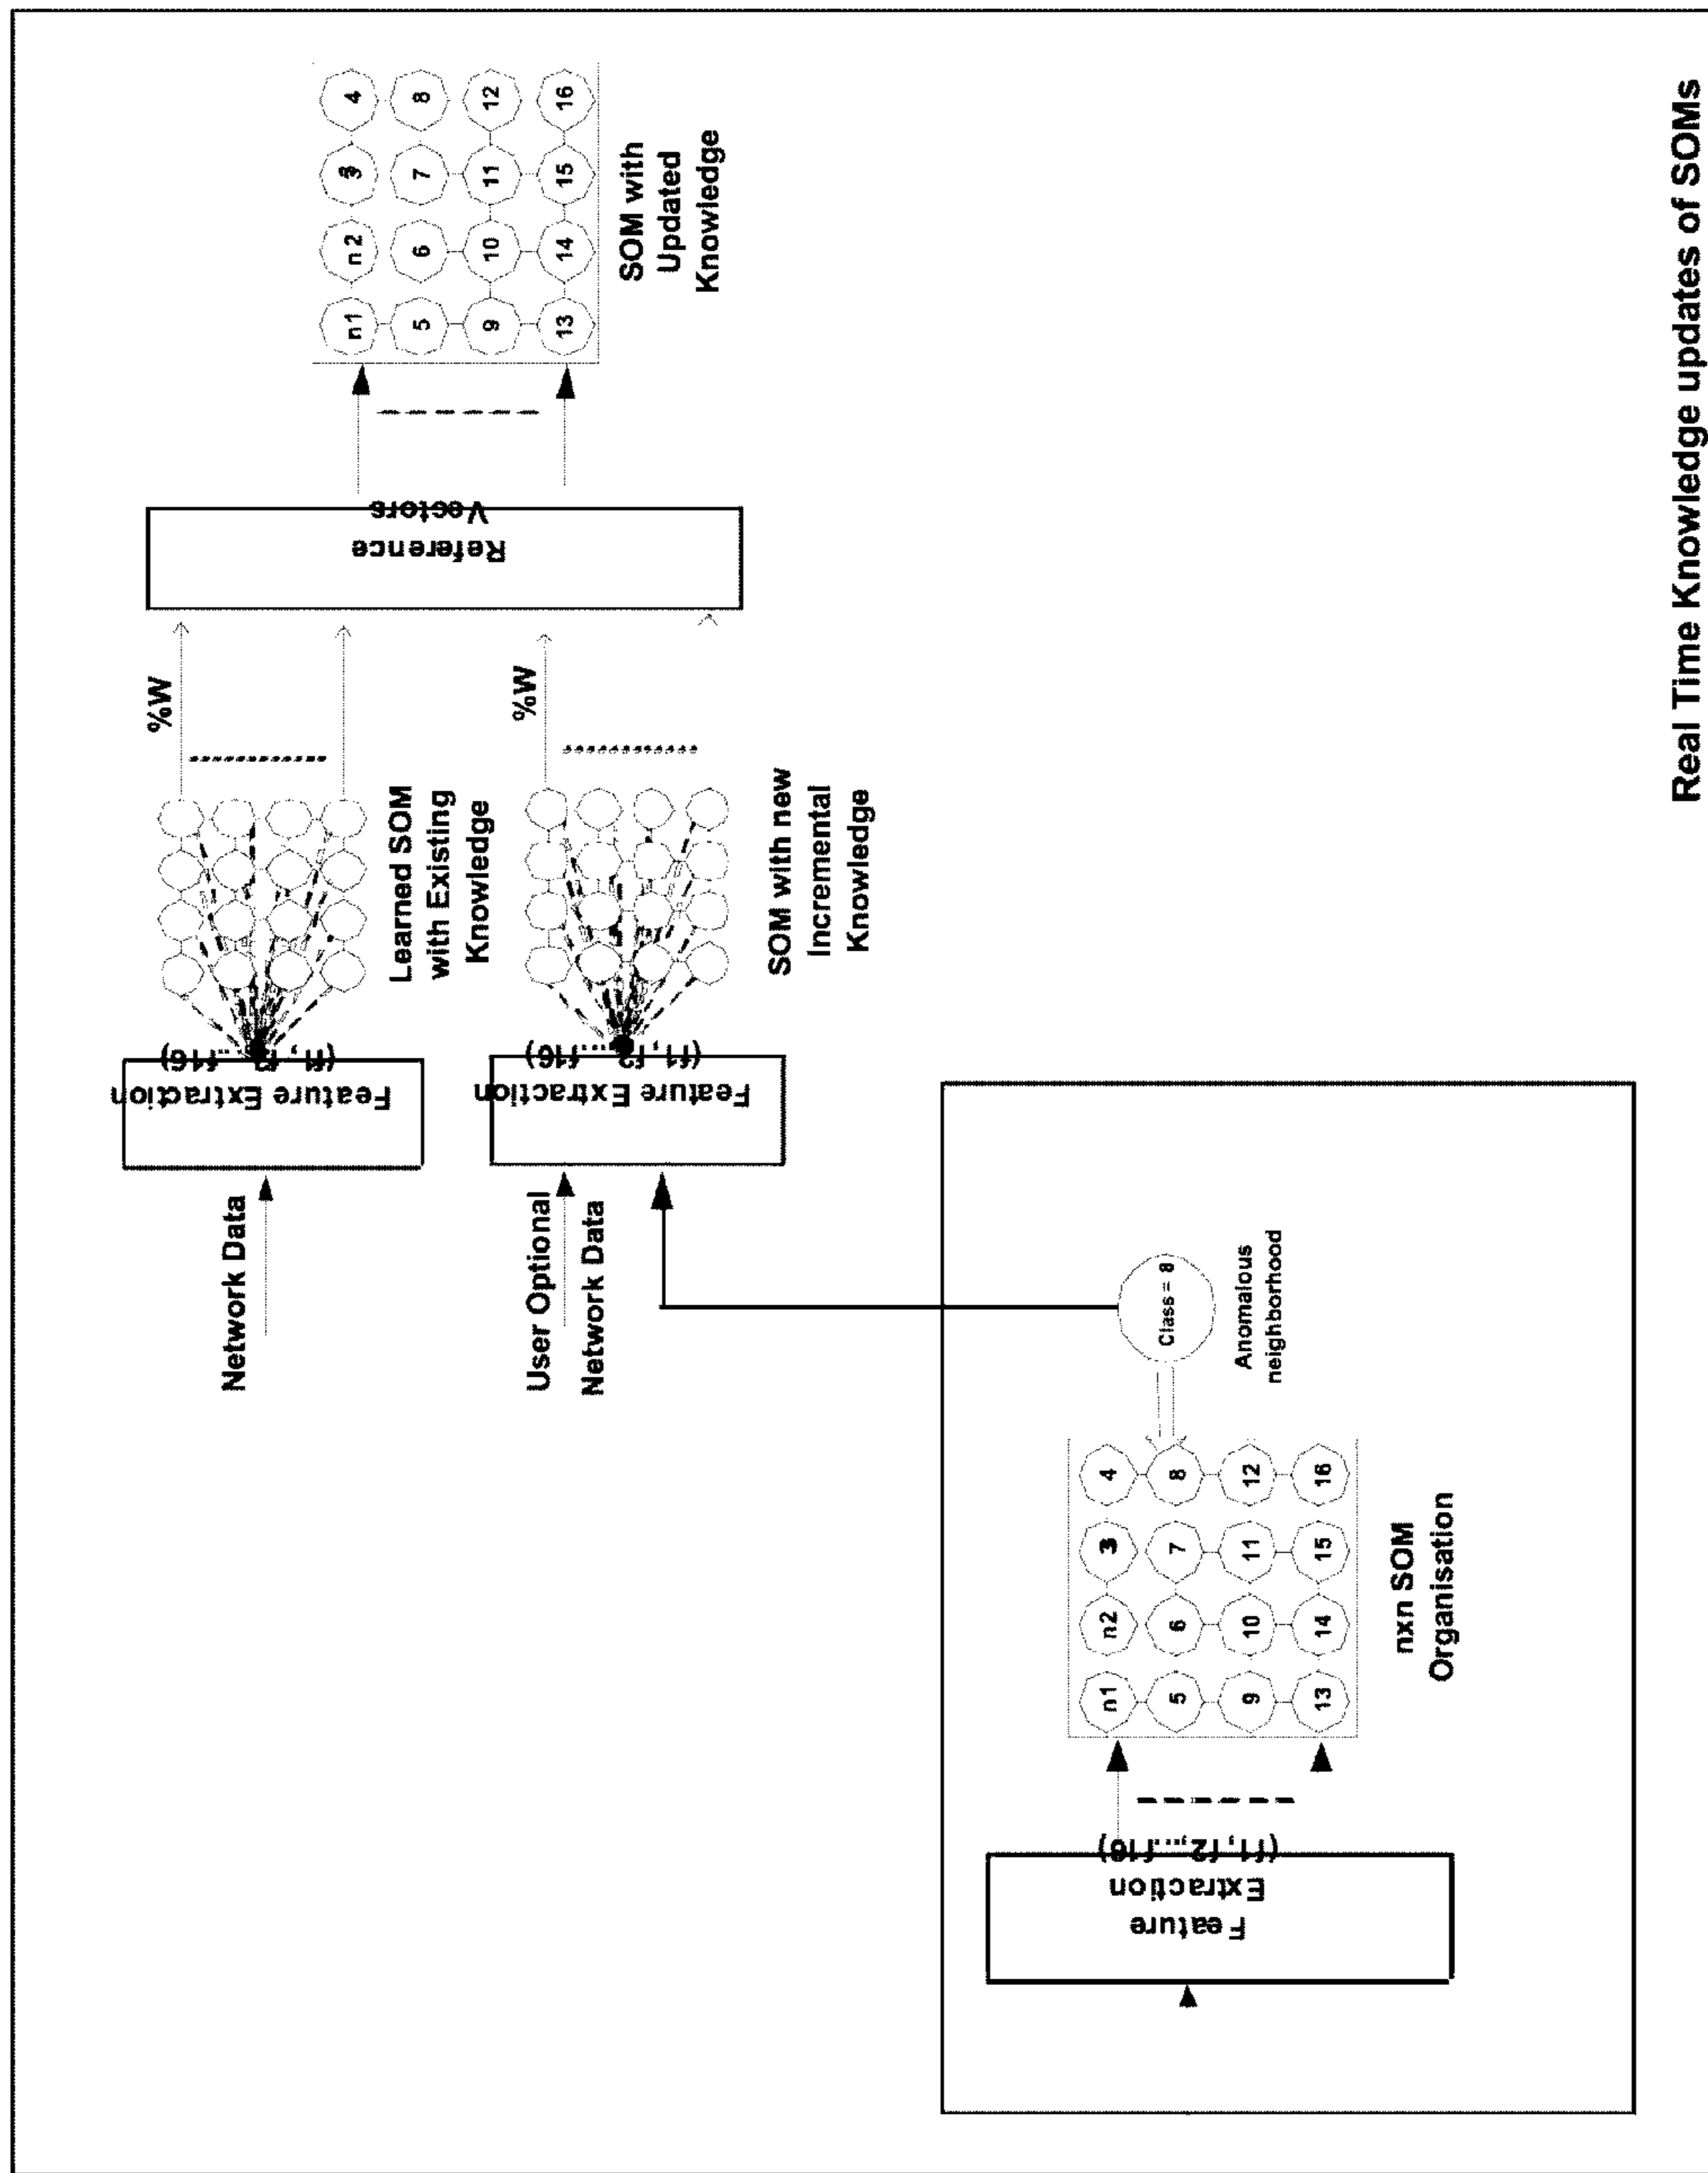 Network Data
Feature Extraction
(f1, f2....f16)
Learned SOM
with Existing
Knowledge
%W
User Optional
Network Data
Feature Extraction
(f1, f2....f16)
SOM with new
Incremental
Knowledge
%W
Reference
Vectors
n1 n2 3 4
5 6 7 8
9 10 11 12
13 14 15 16
SOM with
Updated
Knowledge
Feature
Extraction
(f1, f2,....f16)
n1 n2 3 4
5 6 7 8
9 10 11 12
13 14 15 16
nxn SOM
Organisation
Class = 8
Anomalous
neighborhood
Real Time Knowledge updates of SOMs